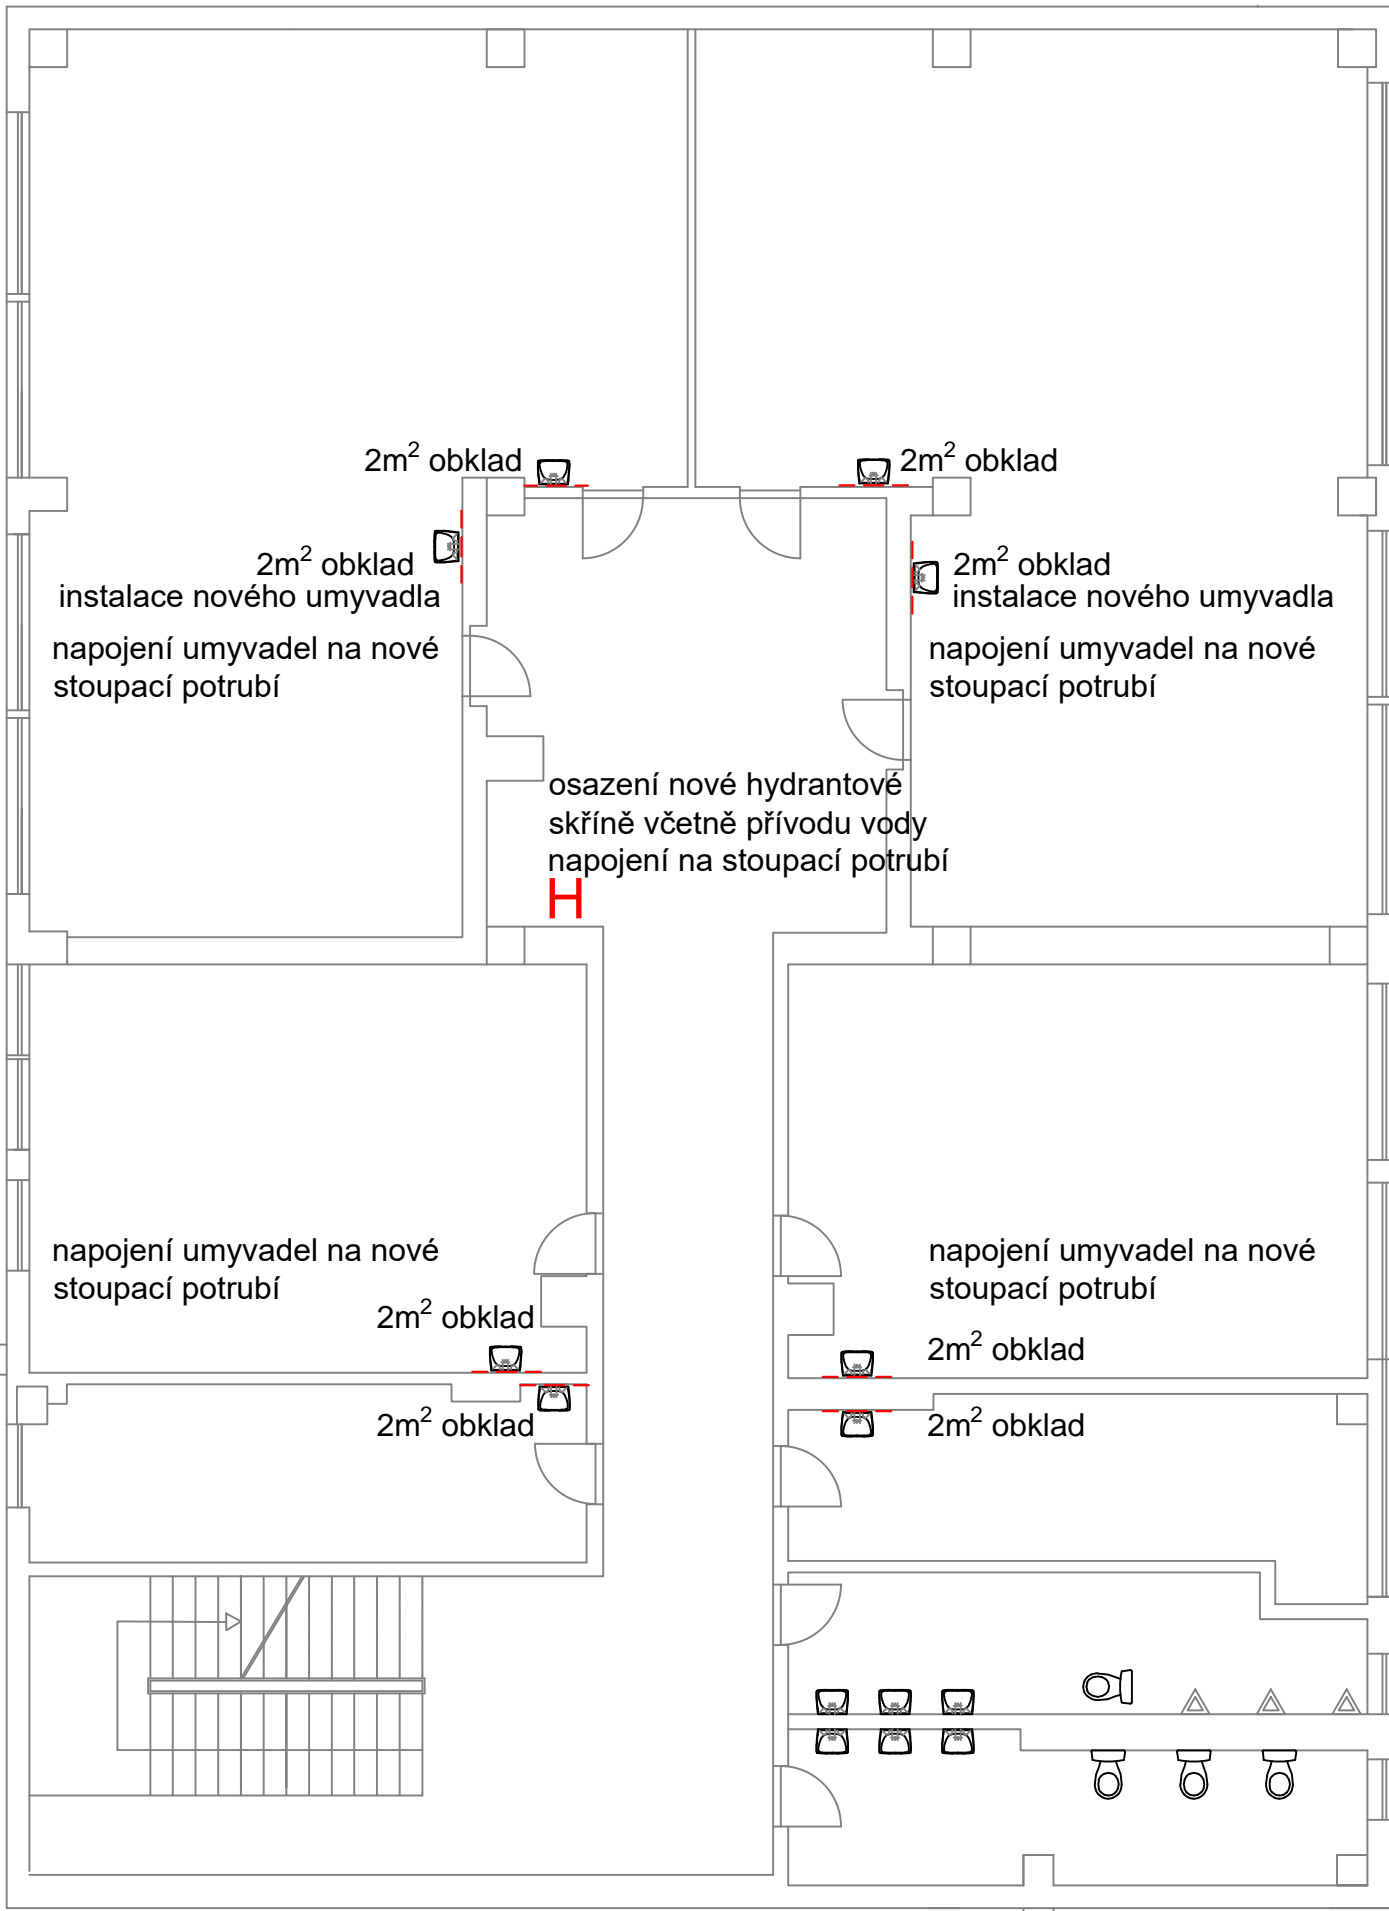 2m² obklad
2m² obklad
2m² obklad
instalace nového umyvadla
napojení umyvadel na nové
stoupací potrubí
2m² obklad
instalace nového umyvadla
napojení umyvadel na nové
stoupací potrubí
osazení nové hydrantové
skříně včetně přívodu vody
napojení na stoupací potrubí
H
napojení umyvadel na nové
stoupací potrubí
2m² obklad
2m² obklad
napojení umyvadel na nové
stoupací potrubí
2m² obklad
2m² obklad